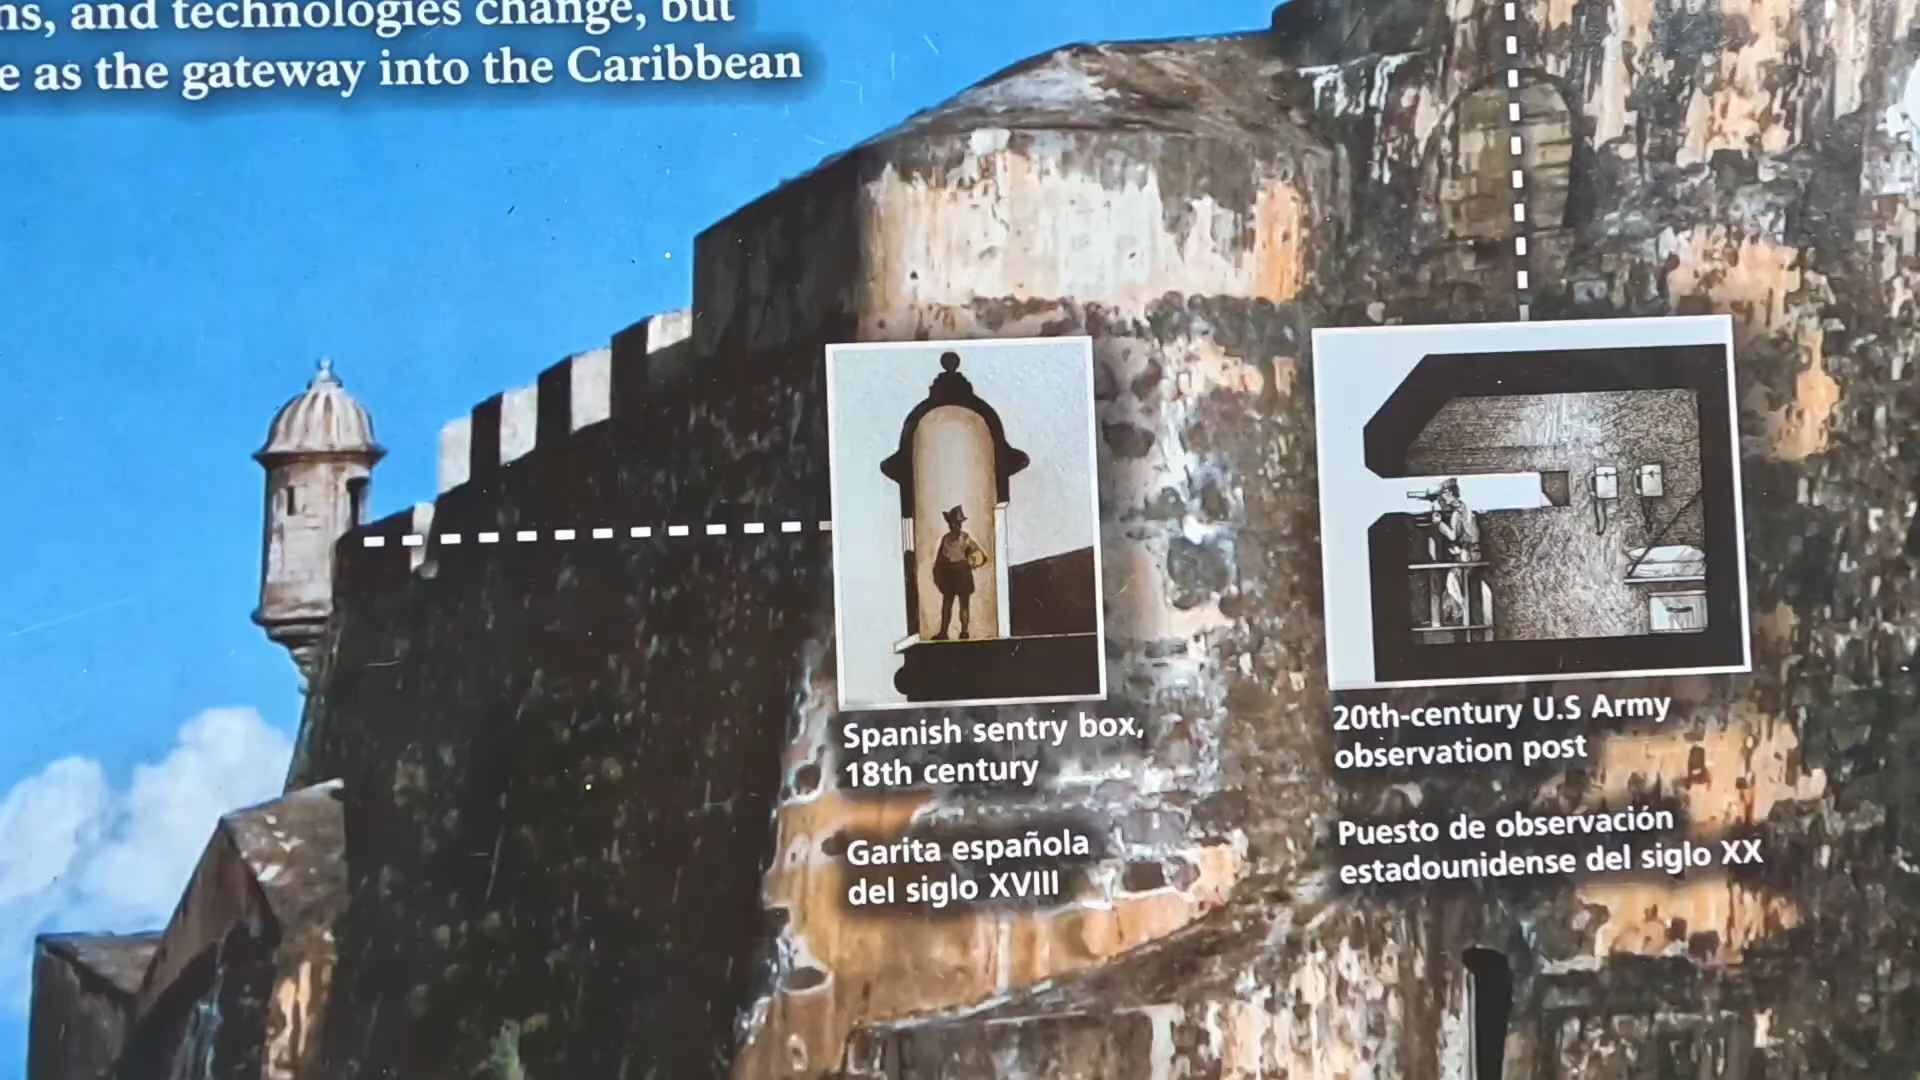 ns, and technologies change, but
e as the gateway into the Caribbean
Spanish sentry box,
18th century
Garita española
del siglo XVIII
20th-century U.S Army
observation post
Puesto de observación
estadounidense del siglo XX